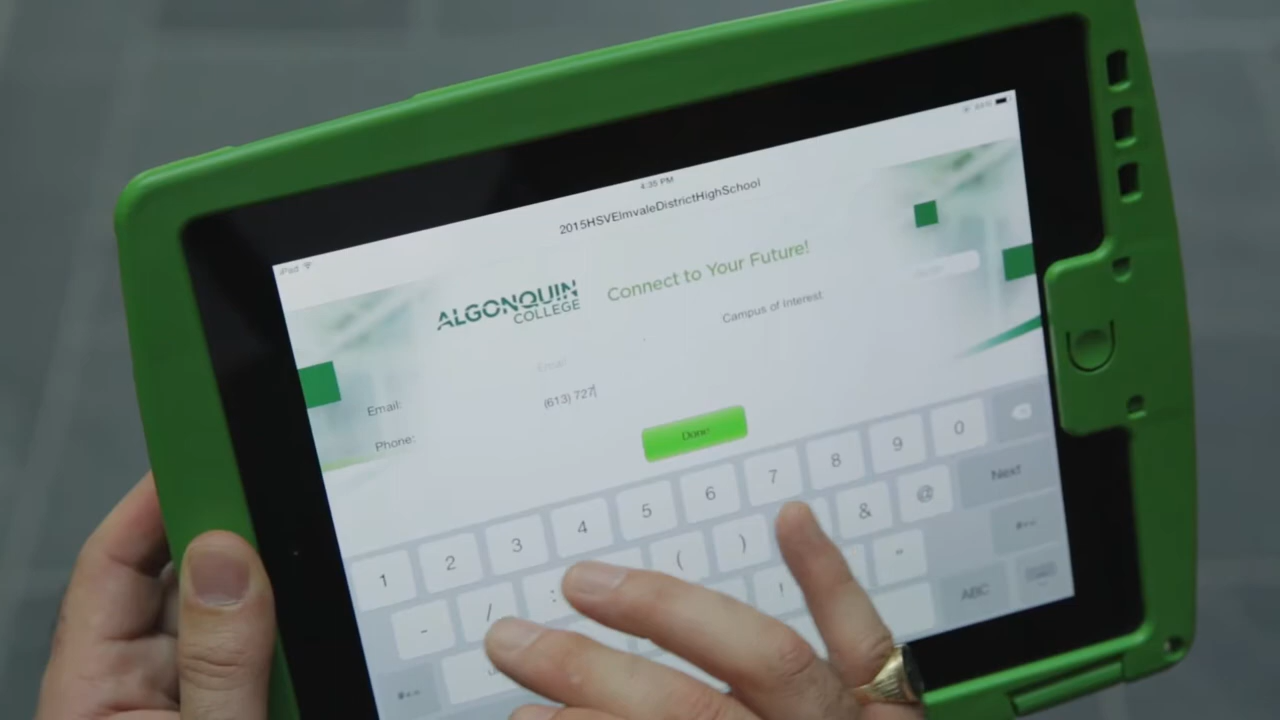 iPad
4:35 PM
2015HSVElmvaleDistrictHighSchool
ALGONQUIN
COLLEGE
Connect to Your Future!
Campus of Interest
Email:
Email
Phone:
(613) 727
Done
1 2 3 4 5 6 7 8 9 0
- / : ( ) & @ Next
! "
ABC